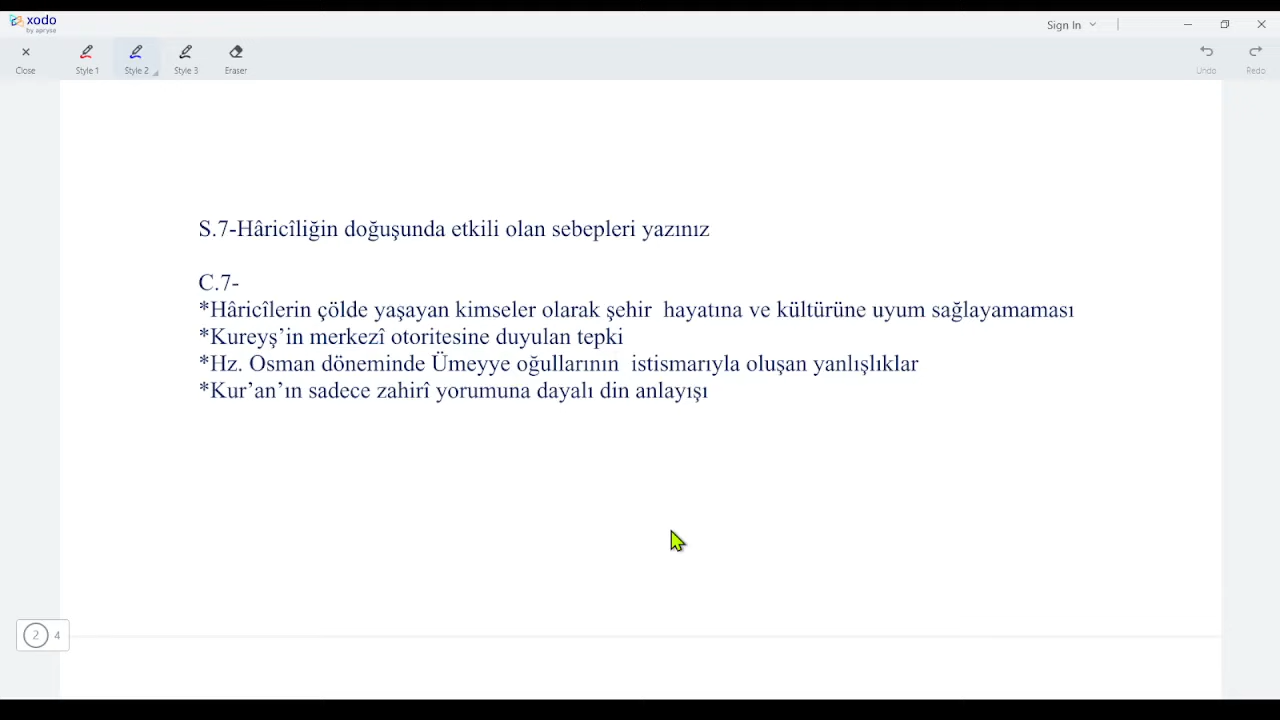 xodo
by apryse
Sign In
Close
Style 1
Style 2
Style 3
Eraser
Undo
Redo
S.7-Hâricîliğin doğuşunda etkili olan sebepleri yazınız
C.7-
*Hâricîlerin çölde yaşayan kimseler olarak şehir  hayatına ve kültürüne uyum sağlayamaması
*Kureyş’in merkezî otoritesine duyulan tepki
*Hz. Osman döneminde Ümeyye oğullarının  istismarıyla oluşan yanlışlıklar
*Kur’an’ın sadece zahirî yorumuna dayalı din anlayışı
2 4